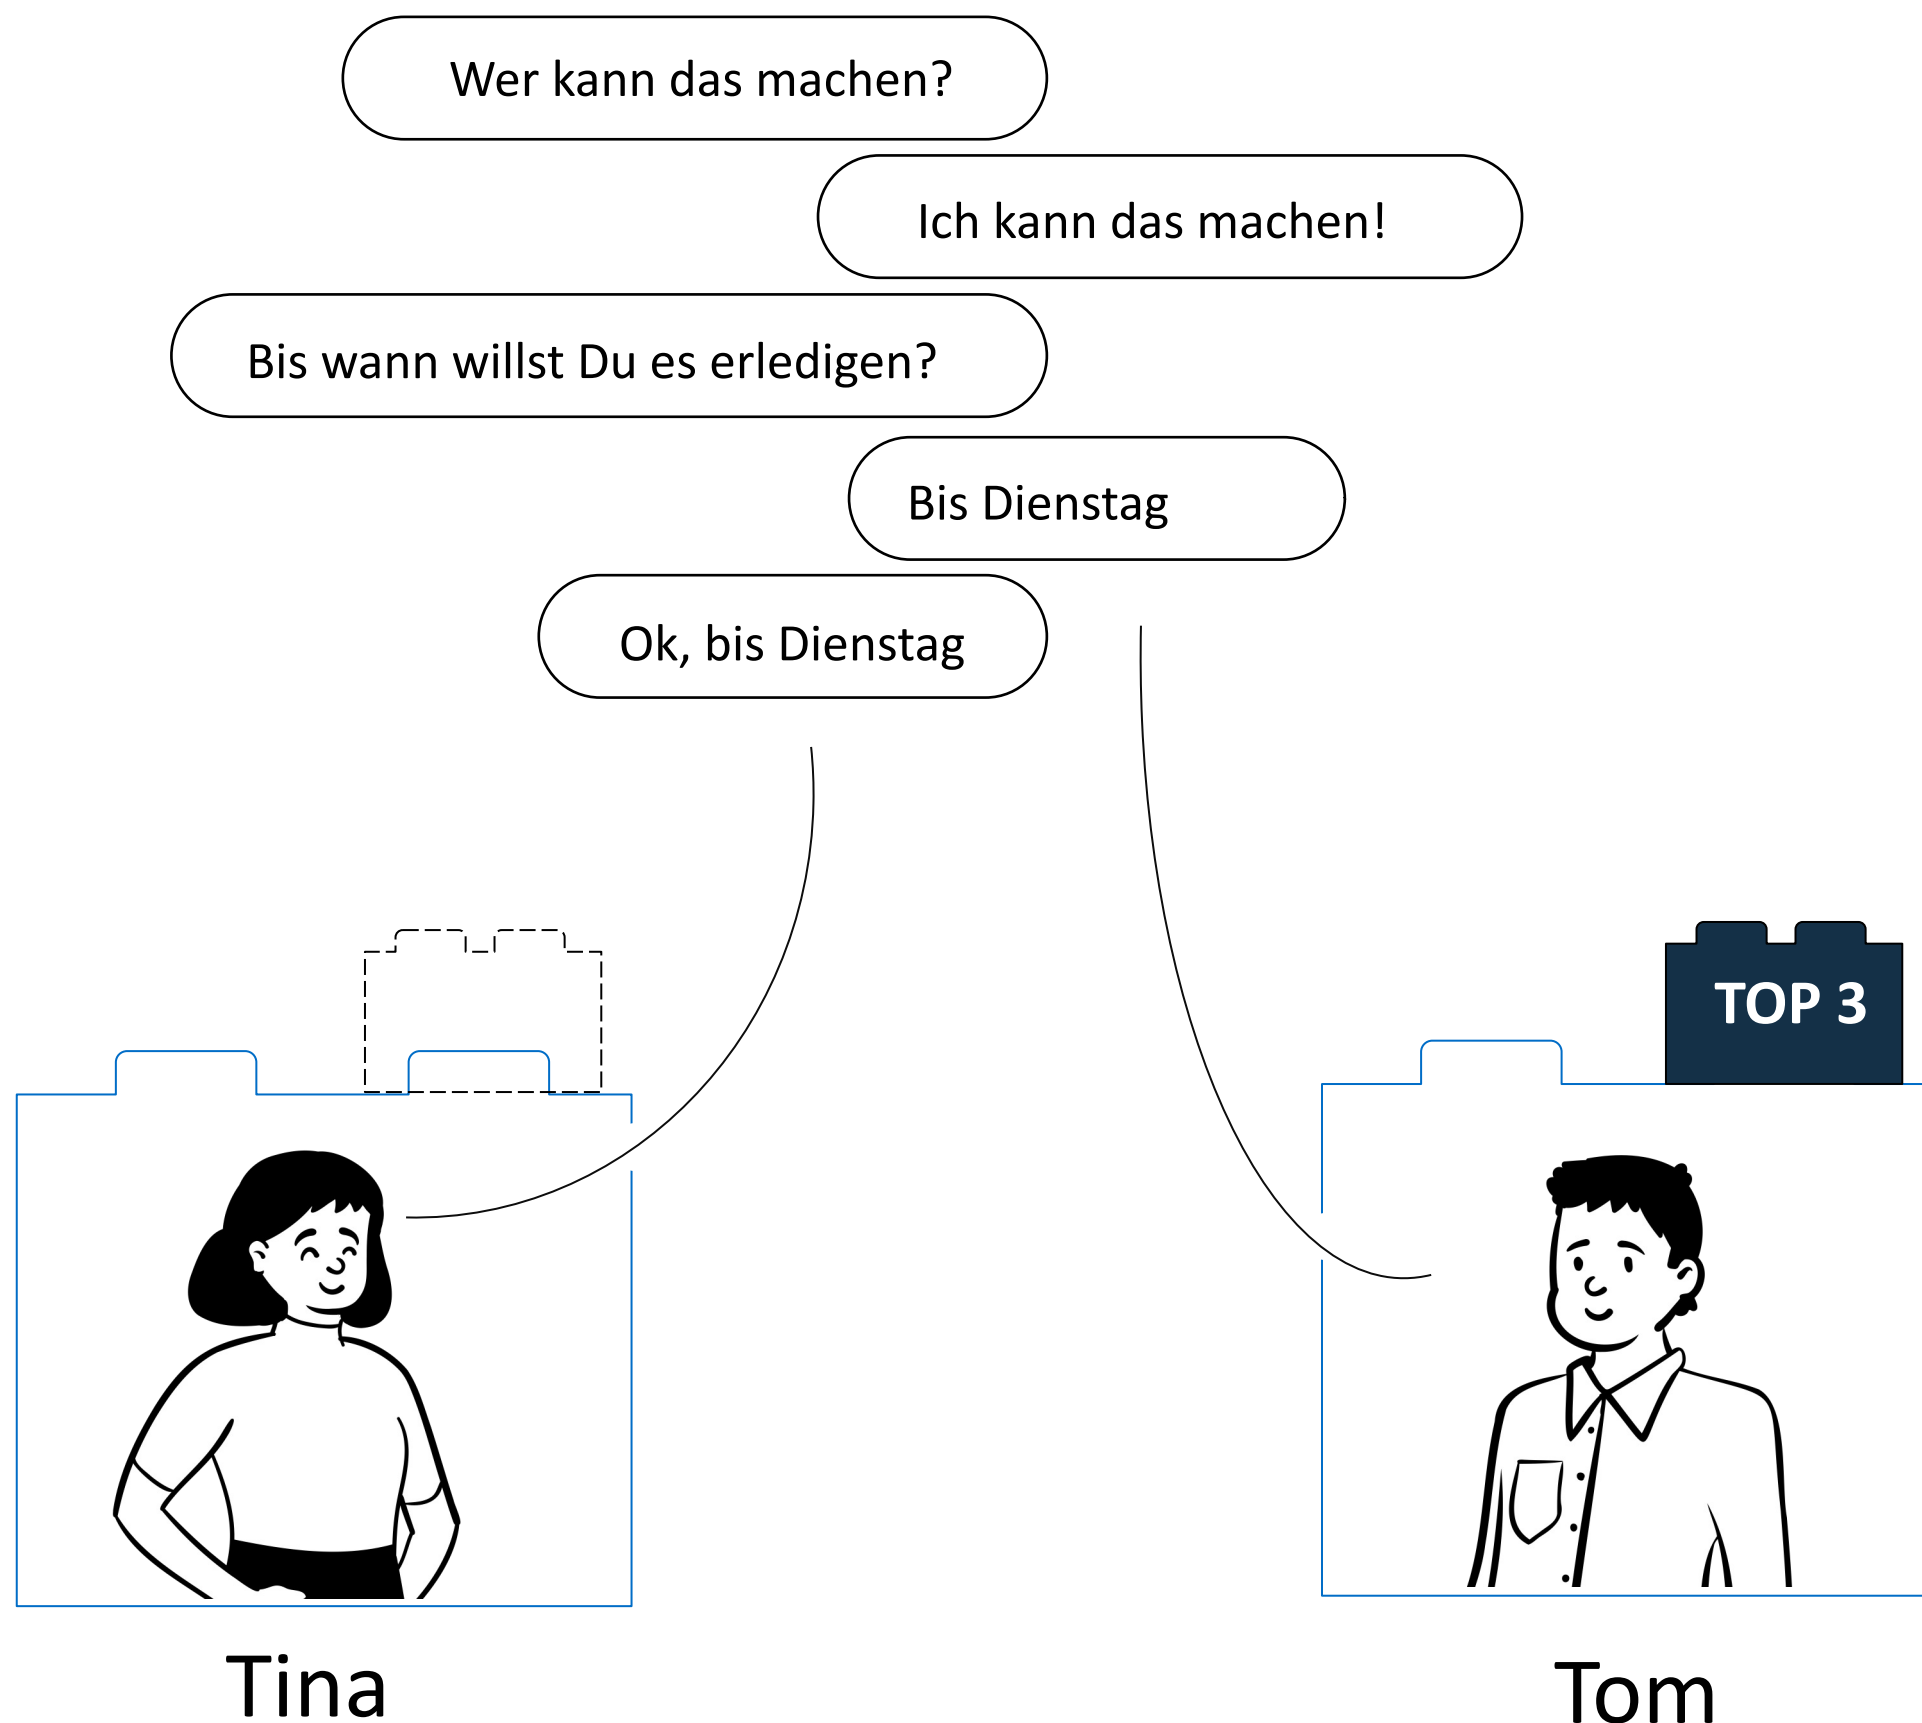 Wer kann das machen?
Ich kann das machen!
Bis wann willst Du es erledigen?
Bis Dienstag
Ok, bis Dienstag
TOP 3
Tina
Tom